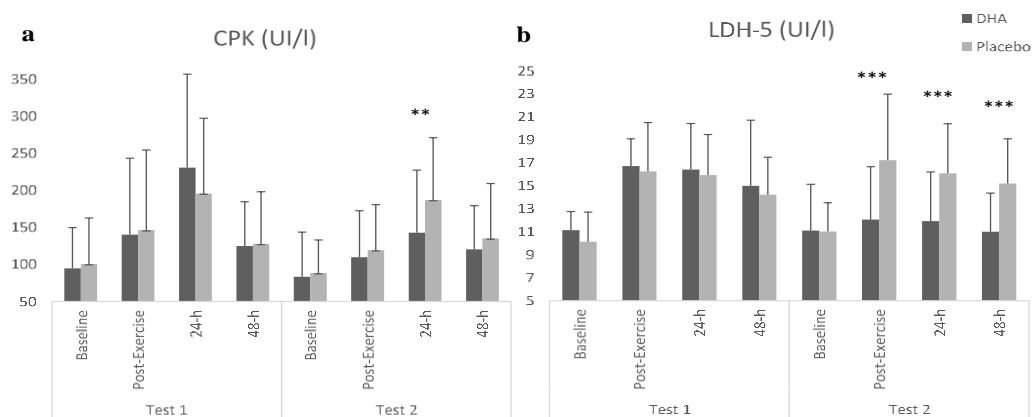 a
CPK (UI/l)
350
300
250
200
150
100
50
**
Baseline
Post-Exercise
24-h
48-h
Baseline
Post-Exercise
24-h
48-h
Test 1
Test 2
b
LDH-5 (UI/l)
DHA
Placebo
25
23
21
19
17
15
13
11
9
7
5
***
***
***
Baseline
Post-Exercise
24-h
48-h
Baseline
Post-Exercise
24-h
48-h
Test 1
Test 2